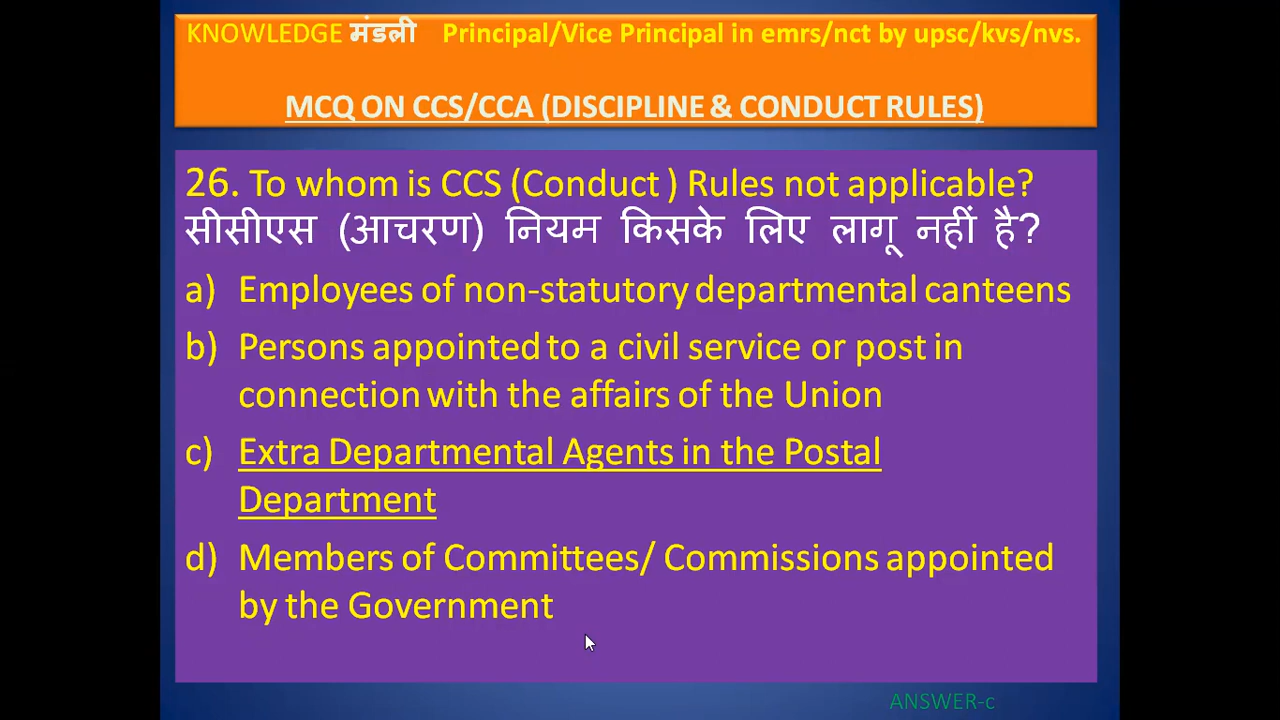 KNOWLEDGE मंडली Principal/Vice Principal in emrs/nct by upsc/kvs/nvs.
MCQ ON CCS/CCA (DISCIPLINE & CONDUCT RULES)
26. To whom is CCS (Conduct ) Rules not applicable?
सीसीएस (आचरण) नियम किसके लिए लागू नहीं है?
a) Employees of non-statutory departmental canteens
b) Persons appointed to a civil service or post in
connection with the affairs of the Union
c) Extra Departmental Agents in the Postal
Department
d) Members of Committees/ Commissions appointed
by the Government
ANSWER-c